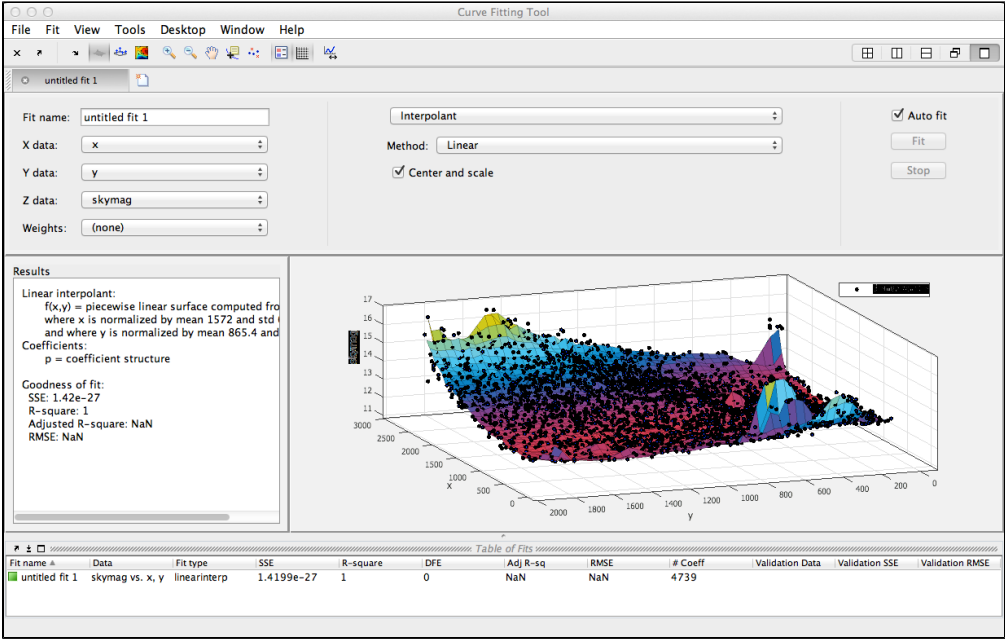 Curve Fitting Tool
File Fit View Tools Desktop Window Help
untitled fit 1
Fit name: untitled fit 1
X data: x
Y data: y
Z data: skymag
Weights: (none)
Interpolant
Method: Linear
Center and scale
Auto fit
Fit
Stop
Results
Linear interpolant:
f(x,y) = piecewise linear surface computed fro
where x is normalized by mean 1572 and std
and where y is normalized by mean 865.4 and
Coefficients:
p = coefficient structure
Goodness of fit:
SSE: 1.42e-27
R-square: 1
Adjusted R-square: NaN
RMSE: NaN
17
16
15
14
13
12
11
3000
2500
2000
1500
1000
500
0
x
2000 1800 1600 1400 1200 1000 800 600 400 200 0
y
Table of Fits
Fit name Data Fit type SSE R-square DFE Adj R-sq RMSE # Coeff Validation Data Validation SSE Validation RMSE
untitled fit 1 skymag vs. x, y linearinterp 1.4199e-27 1 0 NaN NaN 4739